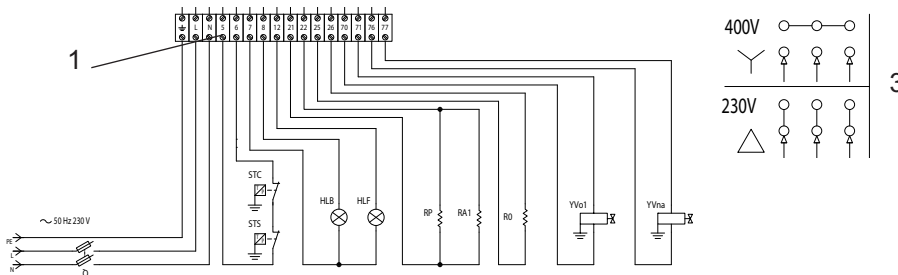 ⏚ L N S 6 7 8 12 21 22 25 26 70 71 76 77
1
400V
3
230V
STC
STS
HLB
HLF
RP
RA1
R0
YVo1
YVna
~ 50 Hz 230 V
PE
L
N